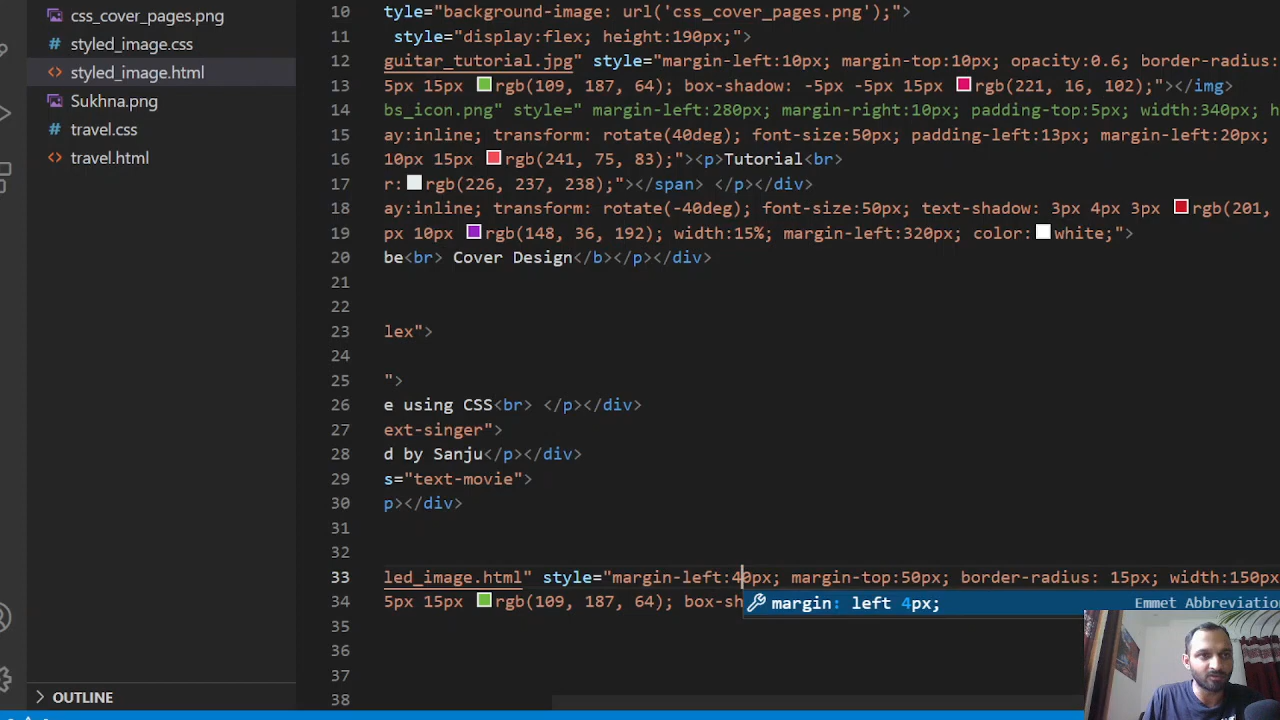 css_cover_pages.png
# styled_image.css
<> styled_image.html
Sukhna.png
# travel.css
<> travel.html
OUTLINE
10 tyle="background-image: url('css_cover_pages.png');">
11 style="display:flex; height:190px;">
12 guitar_tutorial.jpg" style="margin-left:10px; margin-top:10px; opacity:0.6; border-radius:
13 5px 15px rgb(109, 187, 64); box-shadow: -5px -5px 15px rgb(221, 16, 102);"></img>
14 bs_icon.png" style=" margin-left:280px; margin-right:10px; padding-top:5px; width:340px; h
15 ay:inline; transform: rotate(40deg); font-size:50px; padding-left:13px; margin-left:20px;
16 10px 15px rgb(241, 75, 83);"><p>Tutorial<br>
17 r: rgb(226, 237, 238);"></span> </p></div>
18 ay:inline; transform: rotate(-40deg); font-size:50px; text-shadow: 3px 4px 3px rgb(201,
19 px 10px rgb(148, 36, 192); width:15%; margin-left:320px; color: white;">
20 be<br> Cover Design</b></p></div>
21
22
23 lex">
24
25 ">
26 e using CSS<br> </p></div>
27 ext-singer">
28 d by Sanju</p></div>
29 s="text-movie">
30 p></div>
31
32
33 led_image.html" style="margin-left:40px; margin-top:50px; border-radius: 15px; width:150px
34 5px 15px rgb(109, 187, 64); box-sh
margin: left 4px; Emmet Abbreviatio
35
36
37
38